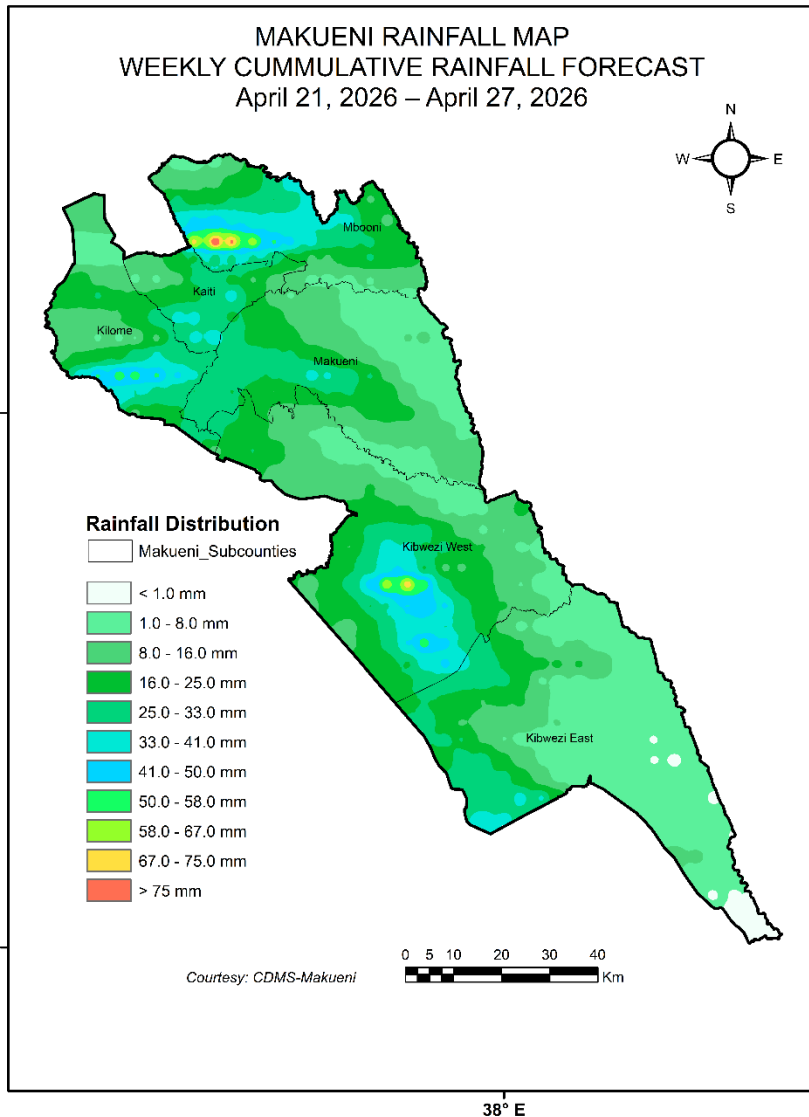 MAKUENI RAINFALL MAP
WEEKLY CUMMULATIVE RAINFALL FORECAST
April 21, 2026 – April 27, 2026
N
W
E
S
Mbooni
Kaiti
Kilome
Makueni
Kibwezi West
Kibwezi East
Rainfall Distribution
Makueni_Subcounties
< 1.0 mm
1.0 - 8.0 mm
8.0 - 16.0 mm
16.0 - 25.0 mm
25.0 - 33.0 mm
33.0 - 41.0 mm
41.0 - 50.0 mm
50.0 - 58.0 mm
58.0 - 67.0 mm
67.0 - 75.0 mm
> 75 mm
Courtesy: CDMS-Makueni
0 5 10 20 30 40
Km
38° E